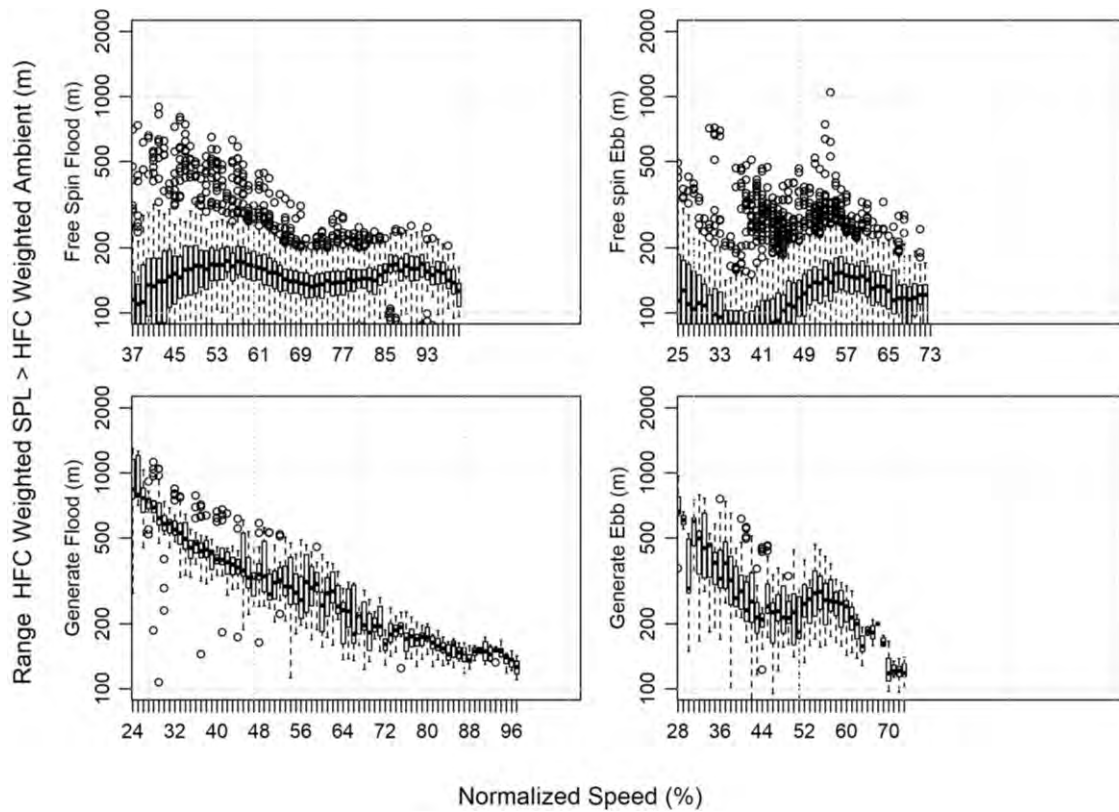 Range HFC Weighted SPL > HFC Weighted Ambient (m)
Free Spin Flood (m)
100 200 500 1000 2000
37 45 53 61 69 77 85 93
Free spin Ebb (m)
100 200 500 1000 2000
25 33 41 49 57 65 73
Generate Flood (m)
100 200 500 1000 2000
24 32 40 48 56 64 72 80 88 96
Generate Ebb (m)
100 200 500 1000 2000
28 36 44 52 60 70
Normalized Speed (%)